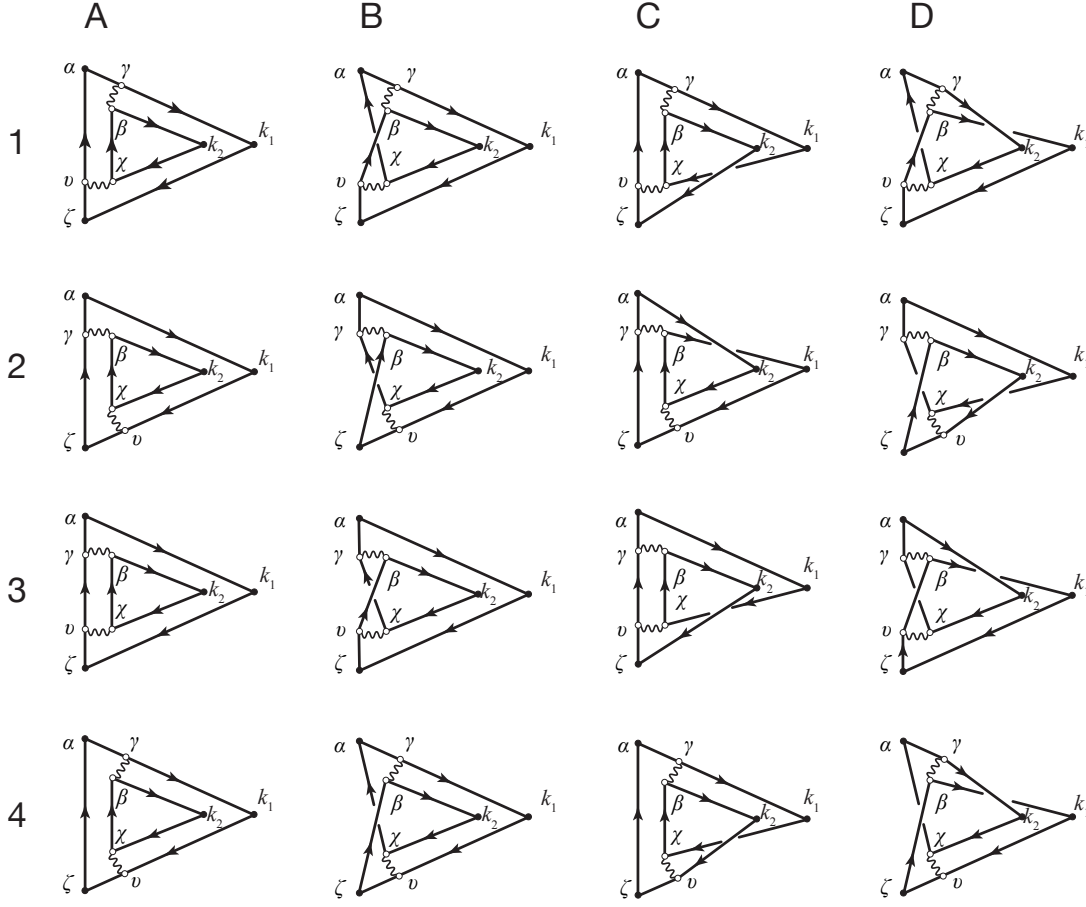 A B C D
α γ α γ α γ α γ
k₁ k₁ k₁ k₁
1 β k₂ β k₂ β k₂ β k₂
χ χ χ χ
υ υ υ υ
ζ ζ ζ ζ
α α α α
γ k₁ γ k₁ γ k₁ γ k₁
2 β k₂ β k₂ β k₂ β k₂
χ χ χ χ
ζ υ ζ υ ζ υ ζ υ
α α α α
γ k₁ γ k₁ γ k₁ γ k₁
3 β k₂ β k₂ β k₂ β k₂
χ χ χ χ
υ υ υ υ
ζ ζ ζ ζ
α γ α γ α γ α γ
k₁ k₁ k₁ k₁
4 β k₂ β k₂ β k₂ β k₂
χ χ χ χ
ζ υ ζ υ ζ υ ζ υ